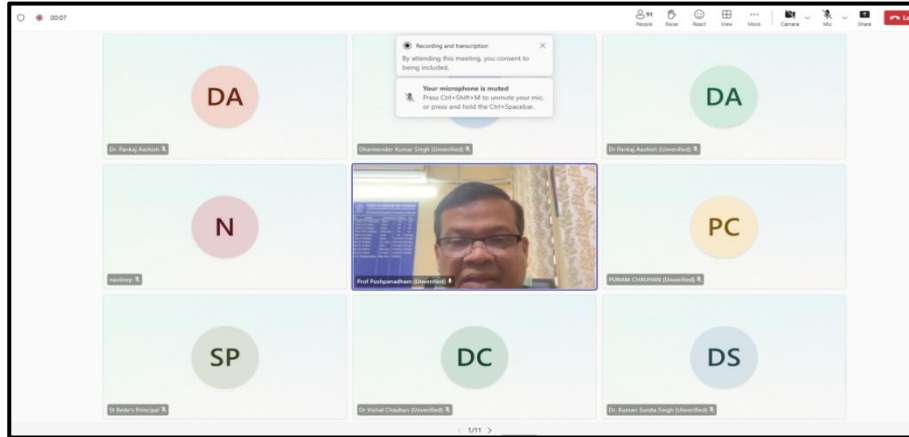 00:07
91
People
Raise
React
View
More
Camera
Mic
Share
Recording and transcription
By attending this meeting, you consent to
being included.
Your microphone is muted
Press Ctrl+Shift+M to unmute your mic,
or press and hold the Ctrl+Spacebar.
DA
Dr. Pankaj Aashish
Dharmender Kumar Singh (Unverified)
DA
Dr Pankaj Aashish (Unverified)
N
navdeep
Prof Pushpanadham (Unverified)
PC
PUNAM CHAUHAN (Unverified)
SP
St Bede's Principal
DC
Dr Vishal Chauhan (Unverified)
DS
Dr. Kumari Sunita Singh (Unverified)
1/11